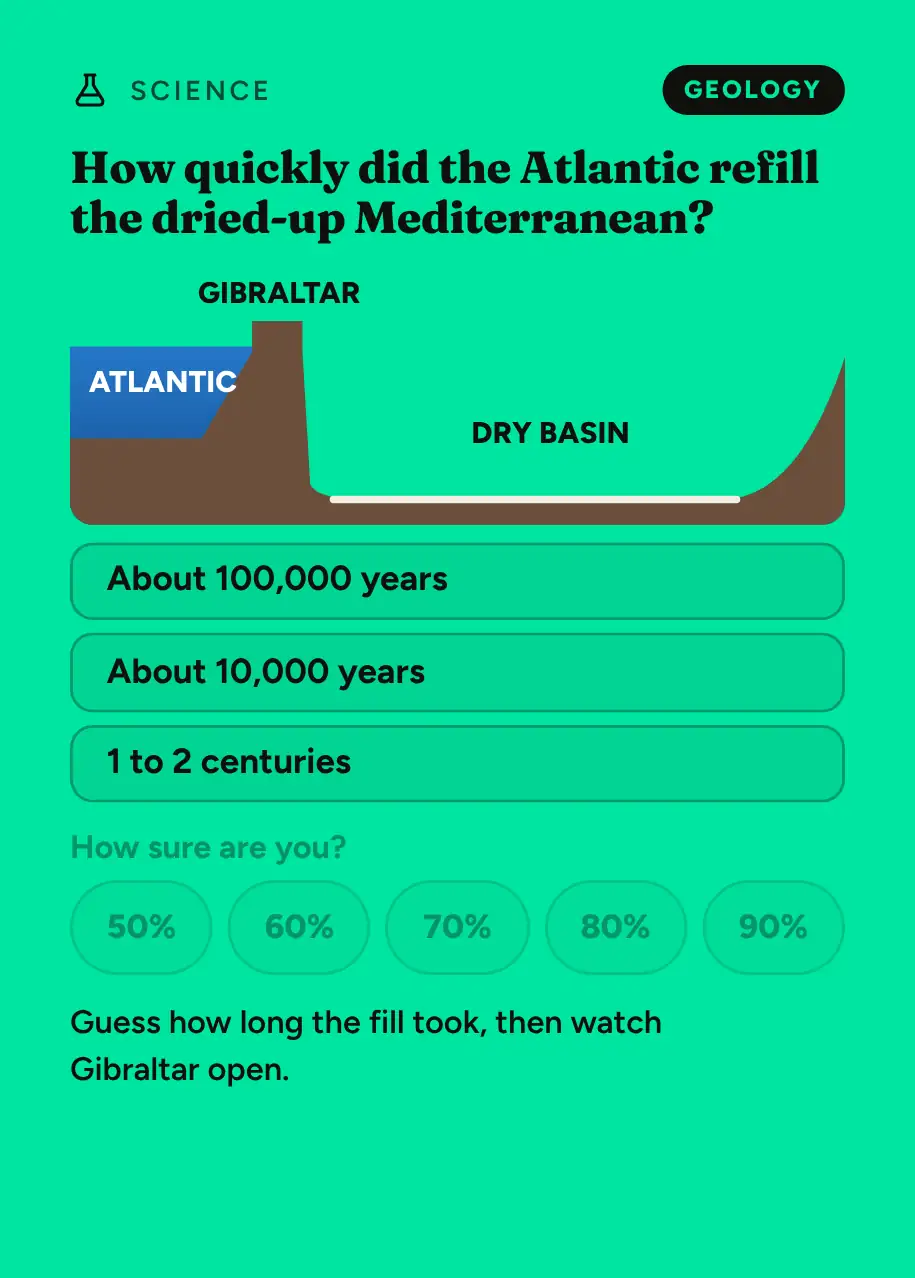 SCIENCE
GEOLOGY
How quickly did the Atlantic refill
the dried-up Mediterranean?
GIBRALTAR
ATLANTIC
DRY BASIN
About 100,000 years
About 10,000 years
1 to 2 centuries
How sure are you?
50% 60% 70% 80% 90%
Guess how long the fill took, then watch
Gibraltar open.